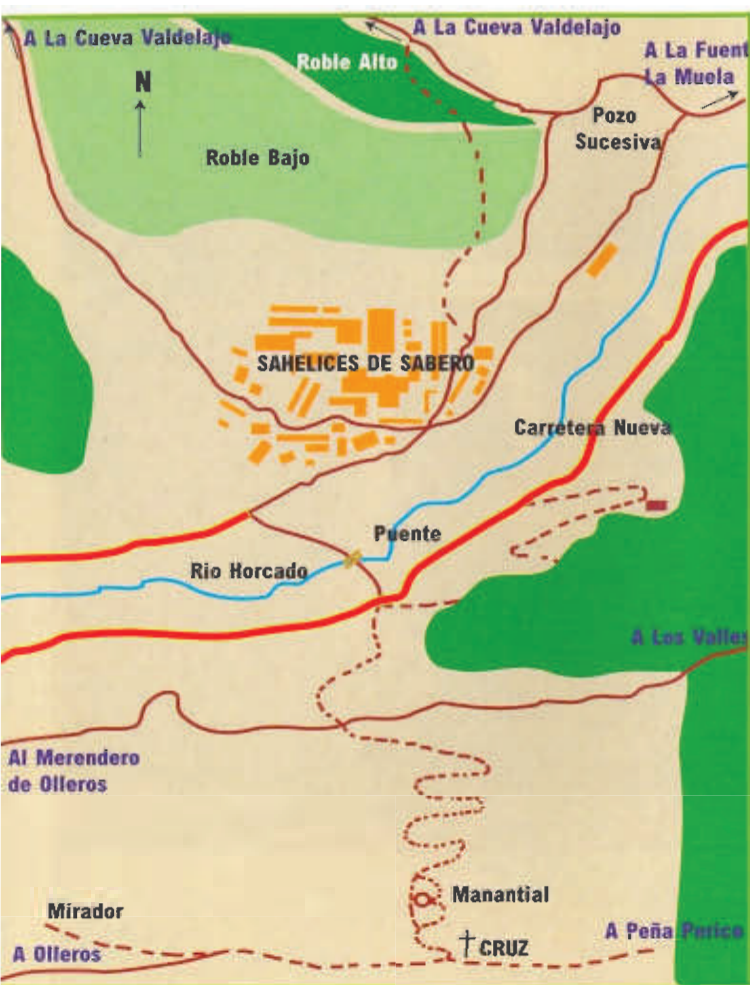 A La Cueva Valdelajo
A La Cueva Valdelajo
A La Fuent
La Muela
Roble Alto
N
Pozo
Sucesiva
Roble Bajo
SAHELICES DE SABERO
Carretera Nueva
Puente
Rio Horcado
A Los Valles
Al Merendero
de Olleros
Manantial
Mirador
A Peña Perico
CRUZ
A Olleros